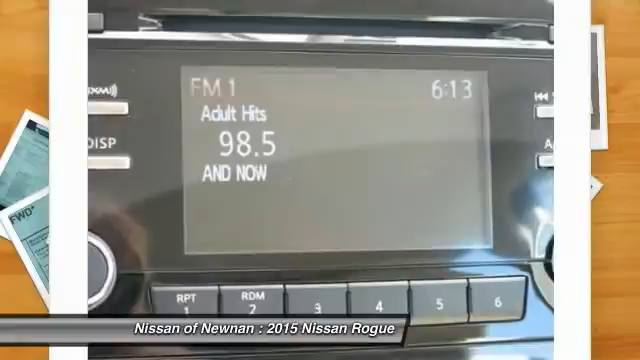 FM 1 6:13
Adult Hits
98.5
AND NOW
DISP
RPT RDM
1 2 3 4 5 6
Nissan of Newnan : 2015 Nissan Rogue
FWD*